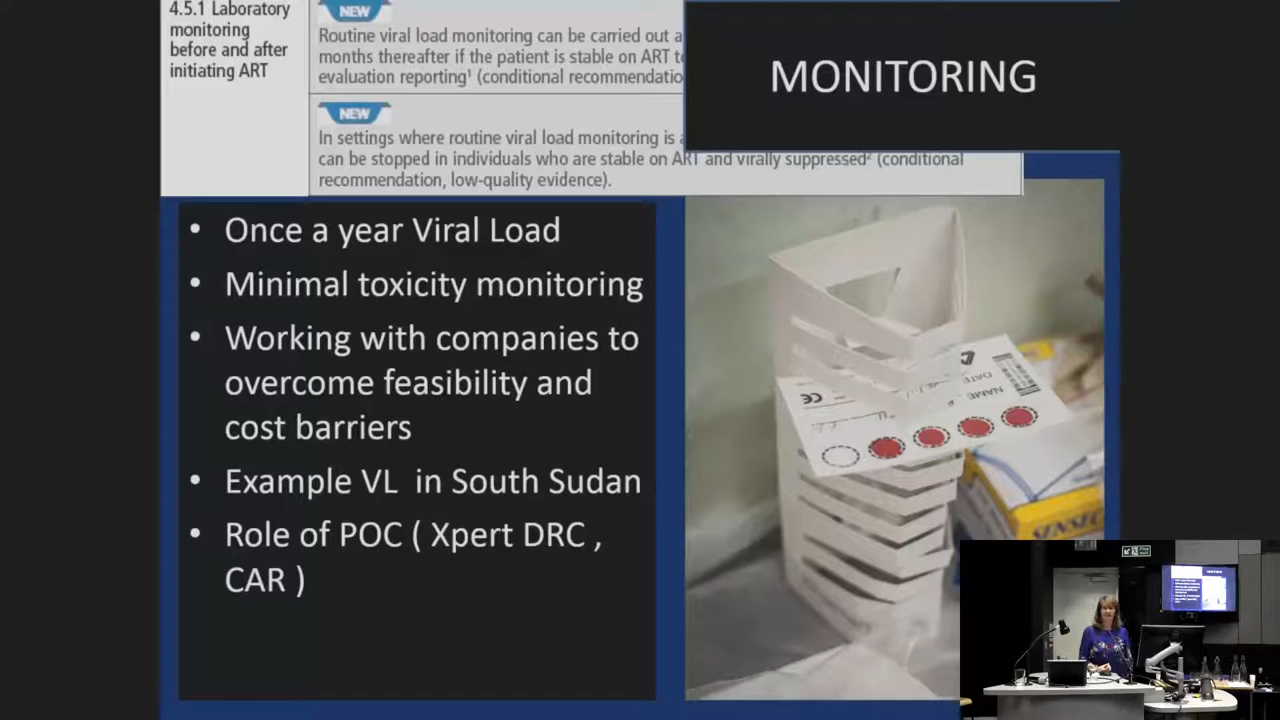 4.5.1 Laboratory
monitoring
before and after
initiating ART
NEW
Routine viral load monitoring can be carried out a
months thereafter if the patient is stable on ART t
evaluation reporting¹ (conditional recommendatio
NEW
In settings where routine viral load monitoring is a
can be stopped in individuals who are stable on ART and virally suppressed² (conditional
recommendation, low-quality evidence).
MONITORING
• Once a year Viral Load
• Minimal toxicity monitoring
• Working with companies to
overcome feasibility and
cost barriers
• Example VL in South Sudan
• Role of POC ( Xpert DRC ,
CAR )
DATE
NAME
CE